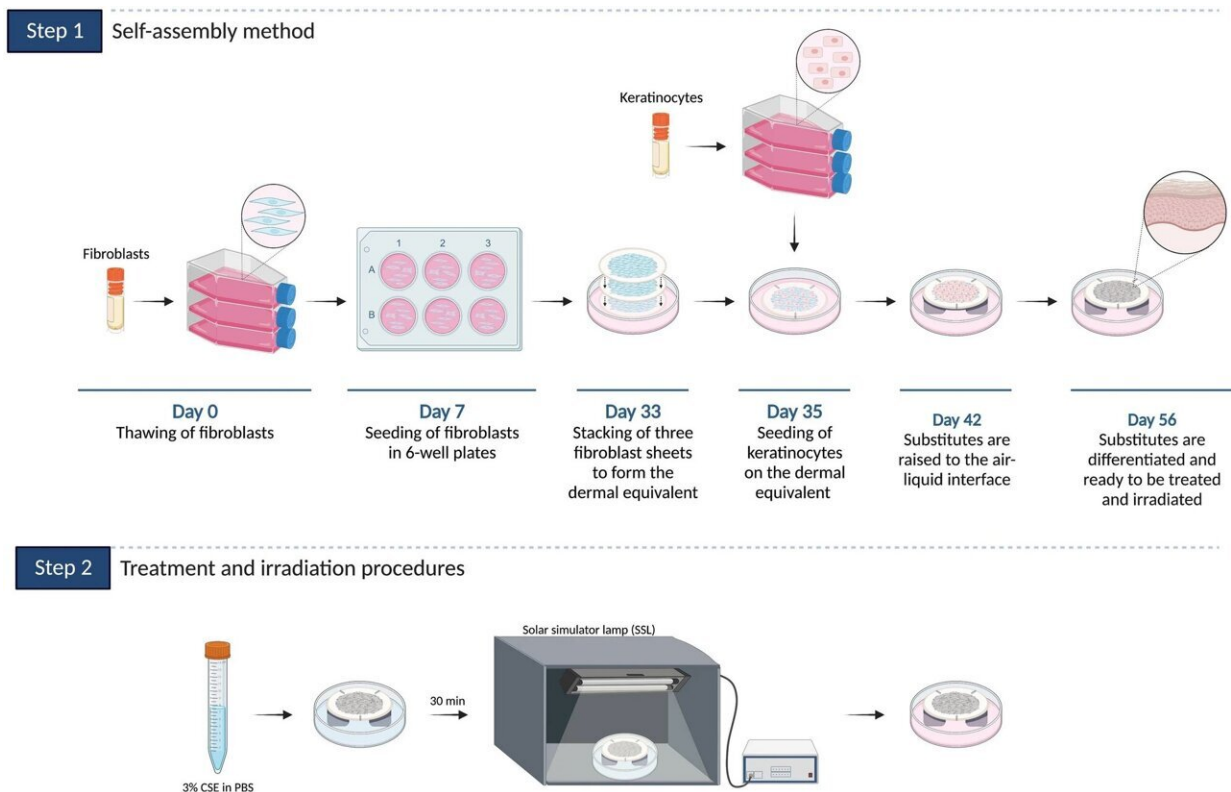 Step 1
Self-assembly method
Keratinocytes
Fibroblasts
1 2 3
A
B
Day 0
Thawing of fibroblasts
Day 7
Seeding of fibroblasts
in 6-well plates
Day 33
Stacking of three
fibroblast sheets
to form the
dermal equivalent
Day 35
Seeding of
keratinocytes
on the dermal
equivalent
Day 42
Substitutes are
raised to the air-
liquid interface
Day 56
Substitutes are
differentiated and
ready to be treated
and irradiated
Step 2
Treatment and irradiation procedures
Solar simulator lamp (SSL)
30 min
3% CSE in PBS